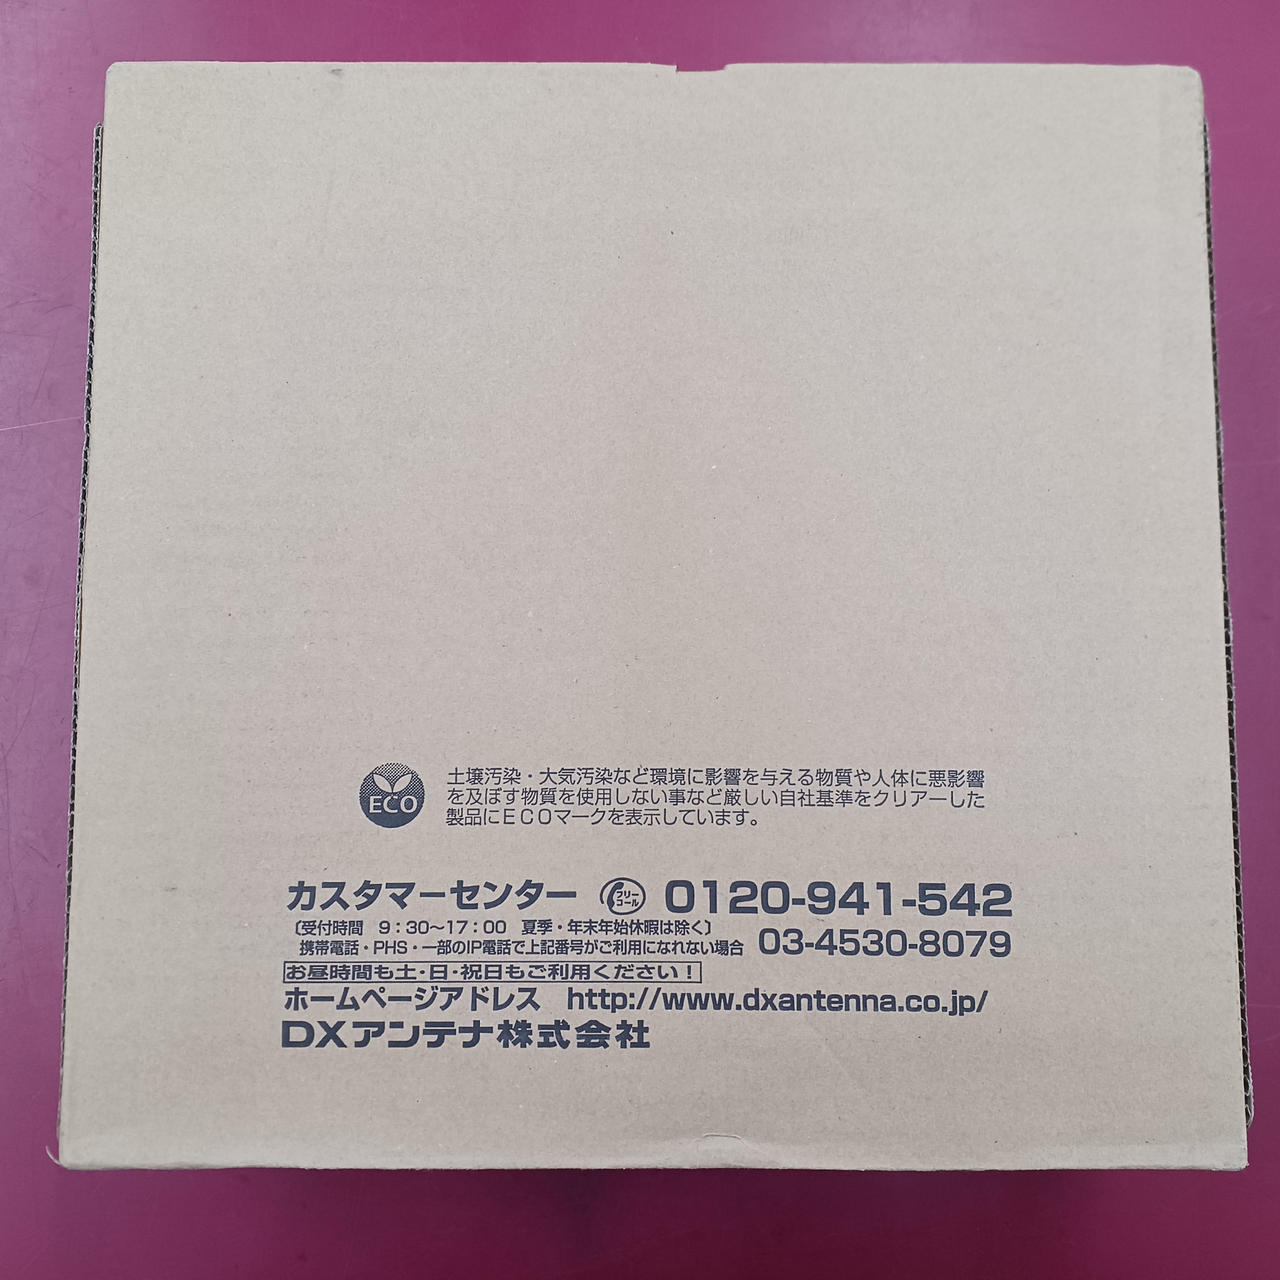 ECO
土壌汚染・大気汚染など環境に影響を与える物質や人体に悪影響
を及ぼす物質を使用しない事など厳しい自社基準をクリアーした
製品にECOマークを表示しています。
カスタマーセンター フリーコール 0120-941-542
〔受付時間 9:30〜17:00 夏季・年末年始休暇は除く〕
携帯電話・PHS・一部のIP電話で上記番号がご利用になれない場合 03-4530-8079
お昼時間も土・日・祝日もご利用ください!
ホームページアドレス http://www.dxantenna.co.jp/
DXアンテナ株式会社